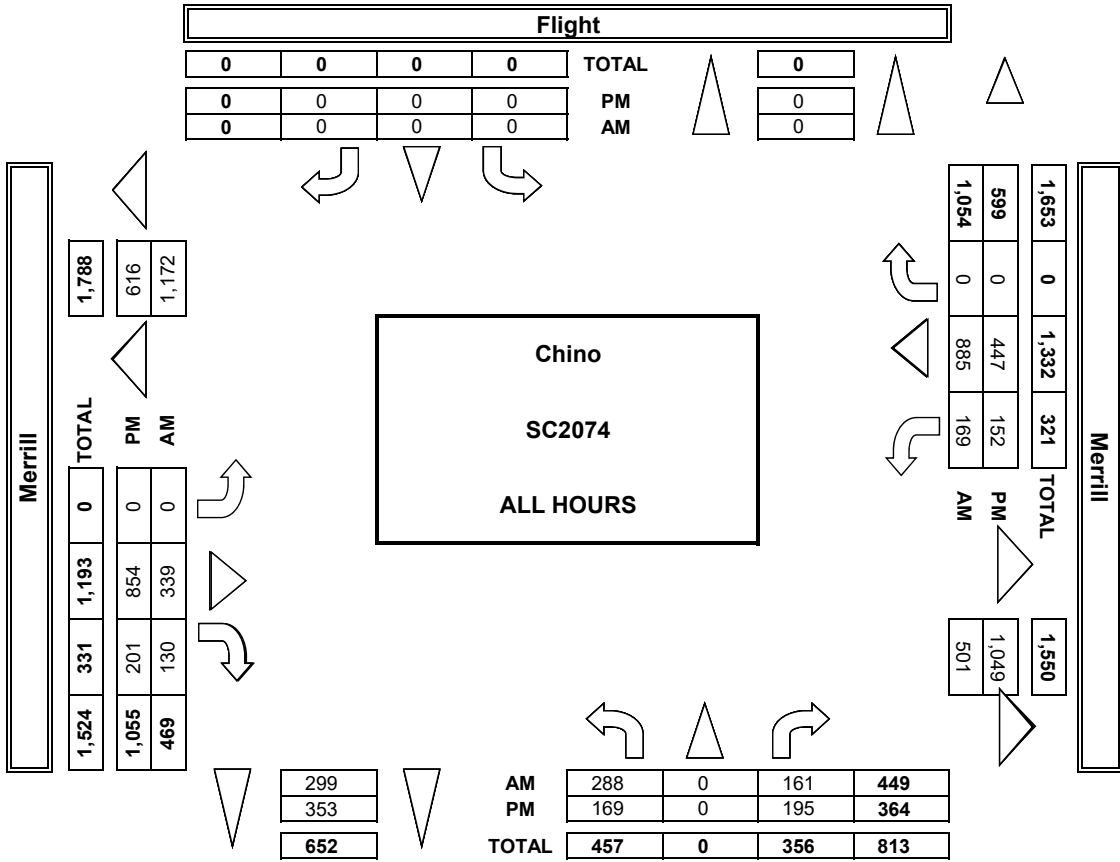 Flight
0 0 0 0 TOTAL 0
0 0 0 0 PM 0
0 0 0 0 AM 0
Merrill
1,788
616
1,172
TOTAL
PM
AM
0 1,193 331 1,524
0 854 201 1,055
0 339 130 469
Chino
SC2074
ALL HOURS
1,653 0 1,332 321 TOTAL
599 0 447 152 PM
1,054 0 885 169 AM
1,550
1,049
501
Merrill
299 AM 288 0 161 449
353 PM 169 0 195 364
652 TOTAL 457 0 356 813